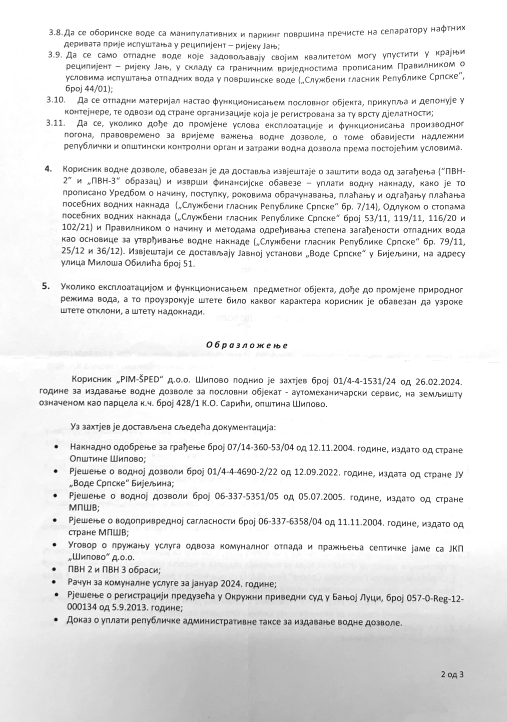 3.8. Да се оборинске воде са манипулативних и паркинг површина пречисте на сепаратору нафтних
деривата прије испуштања у реципијент – ријеку Јањ;
3.9. Да се само отпадне воде које задовољавају својим квалитетом могу упустити у крајњи
реципијент – ријеку Јањ, у складу са граничним вриједностима прописаним Правилником о
условима испуштања отпадних вода у површинске воде („Службени гласник Републике Српске“,
број 44/01);
3.10. Да се отпадни материјал настао функционисањем пословног објекта, прикупља и депонује у
контејнере, те одвози од стране организације која је регистрована за ту врсту дјелатности;
3.11. Да се, уколико дође до промјене услова експлоатације и функционисања производног
погона, правовремено за вријеме важења водне дозволе, о томе обавијести надлежни
републички и општински контролни орган и затражи водна дозвола према постојећим условима.
4. Корисник водне дозволе, обавезан је да доставља извјештаје о заштити вода од загађења ("ПВН-
2" и „ПВН-3“ образац) и изврши финансијске обавезе – уплати водну накнаду, како је то
прописано Уредбом о начину, поступку, роковима обрачунавања, плаћању и одгађању плаћања
посебних водних накнада („Службени гласник Републике Српске“ бр. 7/14), Одлуком о стопама
посебних водних накнада („Службени гласник Републике Српске“ број 53/11, 119/11, 116/20 и
102/21) и Правилником о начину и методама одређивања степена загађености отпадних вода
као основице за утврђивање водне накнаде („Службени гласник Републике Српске“ бр. 79/11,
25/12 и 36/12). Извјештаји се достављају Јавној установи „Воде Српске“ у Бијељини, на адресу
улица Милоша Обилића број 51.
5. Уколико експлоатацијом и функционисањем предметног објекта, дође до промјене природног
режима вода, а то проузрокује штете било каквог карактера корисник је обавезан да узроке
штете отклони, а штету надокнади.
Образложење
Корисник „PIM-ŠPED“ д.о.о. Шипово поднио је захтјев број 01/4-4-1531/24 од 26.02.2024.
године за издавање водне дозволе за пословни објекат - аутомеханичарски сервис, на земљишту
означеном као парцела к.ч. број 428/1 К.О. Сарићи, општина Шипово.
Уз захтјев је достављена сљедећа документација:
• Накнадно одобрење за грађење број 07/14-360-53/04 од 12.11.2004. године, издато од стране
Општине Шипово;
• Рјешење о водној дозволи број 01/4-4-4690-2/22 од 12.09.2022. године, издата од стране ЈУ
„Воде Српске“ Бијељина;
• Рјешење о водној дозволи број 06-337-5351/05 од 05.07.2005. године, издато од стране
МПШВ;
• Рјешење о водопривредној сагласности број 06-337-6358/04 од 11.11.2004. године, издато од
стране МПШВ;
• Уговор о пружању услуга одвоза комуналног отпада и пражњења септичке јаме са ЈКП
„Шипово“ д.о.о.
• ПВН 2 и ПВН 3 обраси;
• Рачун за комуналне услуге за јануар 2024. године;
• Рјешење о регистрацији предузећа у Окружни привредни суд у Бањој Луци, број 057-0-Reg-12-
000134 од 5.9.2013. године;
• Доказ о уплати републичке административне таксе за издавање водне дозволе.
2 од 3